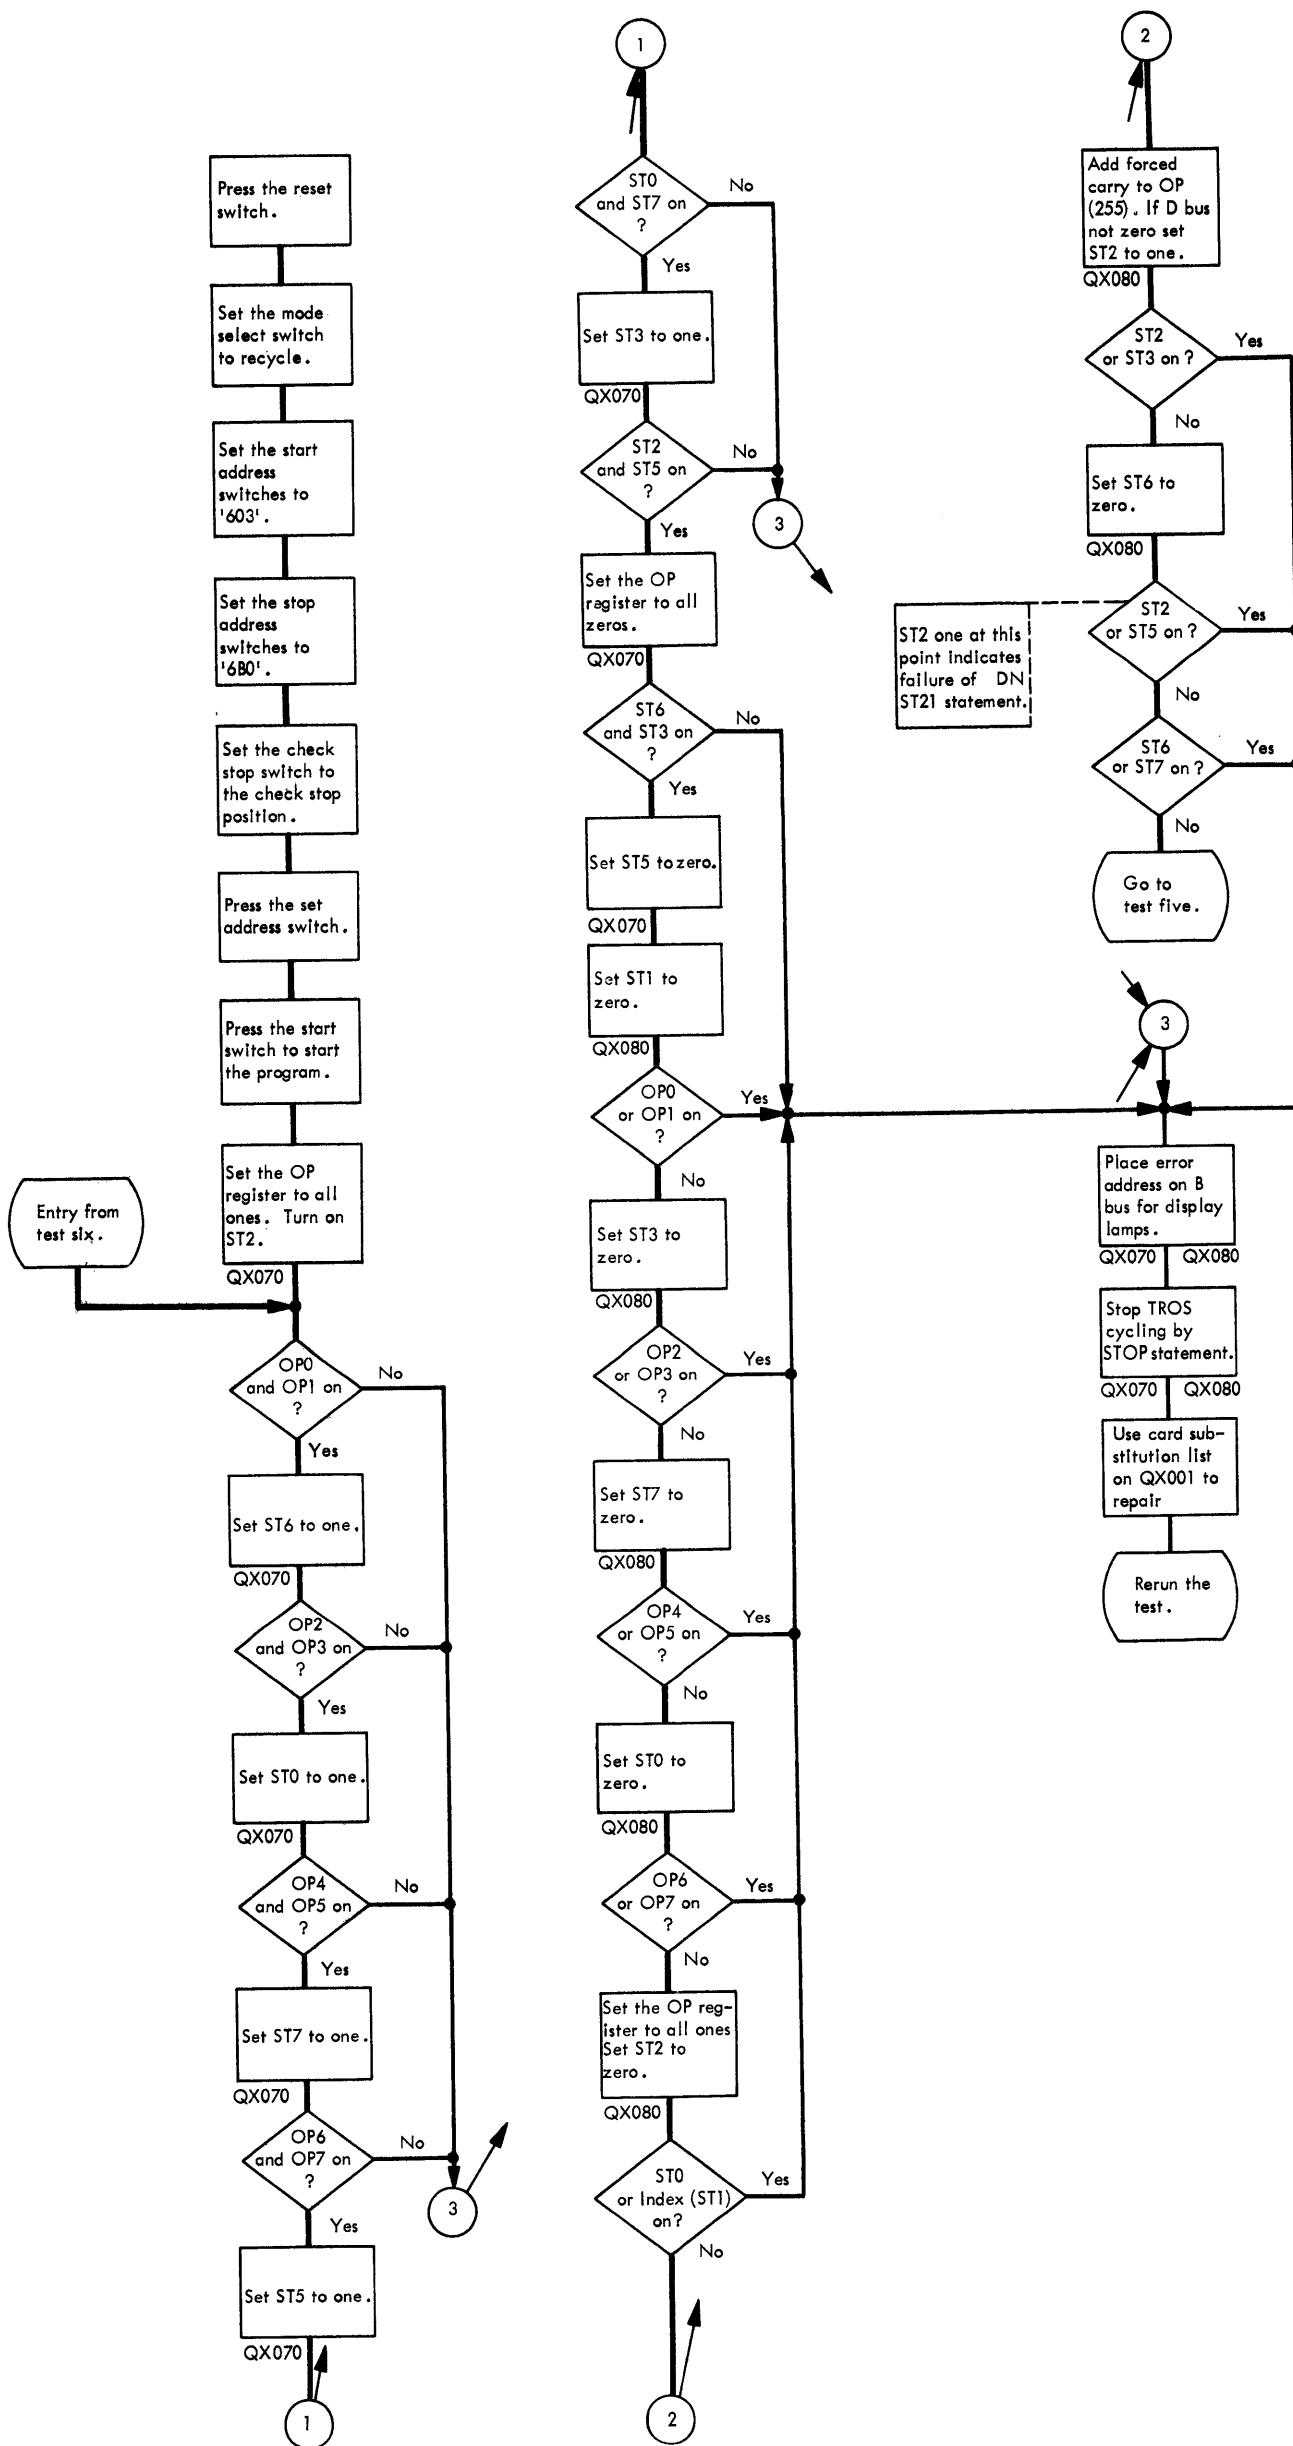 Press the reset
switch.
Set the mode
select switch
to recycle.
Set the start
address
switches to
'603'.
Set the stop
address
switches to
'6B0'.
Set the check
stop switch to
the check stop
position.
Press the set
address switch.
Press the start
switch to start
the program.
Set the OP
register to all
ones. Turn on
ST2.
QX070
Entry from
test six.
OP0
and OP1 on
?
No
Yes
Set ST6 to one.
QX070
OP2
and OP3 on
?
No
Yes
Set ST0 to one.
QX070
OP4
and OP5 on
?
No
Yes
Set ST7 to one.
QX070
OP6
and OP7 on
?
No
3
Yes
Set ST5 to one.
QX070
1
1
ST0
and ST7 on
?
No
Yes
Set ST3 to one.
QX070
ST2
and ST5 on
?
No
3
Yes
Set the OP
register to all
zeros.
QX070
ST6
and ST3 on
?
No
Yes
Set ST5 to zero.
QX070
Set ST1 to
zero.
QX080
OP0
or OP1 on
?
Yes
No
Set ST3 to
zero.
QX080
OP2
or OP3 on
?
Yes
No
Set ST7 to
zero.
QX080
OP4
or OP5 on
?
Yes
No
Set ST0 to
zero.
QX080
OP6
or OP7 on
?
Yes
No
Set the OP reg-
ister to all ones
Set ST2 to
zero.
QX080
ST0
or Index (ST1)
on?
Yes
No
2
2
Add forced
carry to OP
(255). If D bus
not zero set
ST2 to one.
QX080
ST2
or ST3 on ?
Yes
No
Set ST6 to
zero.
QX080
ST2
or ST5 on ?
Yes
ST2 one at this
point indicates
failure of DN
ST21 statement.
No
ST6
or ST7 on ?
Yes
No
Go to
test five.
3
Place error
address on B
bus for display
lamps.
QX070 QX080
Stop TROS
cycling by
STOP statement.
QX070 QX080
Use card sub-
stitution list
on QX001 to
repair
Rerun the
test.